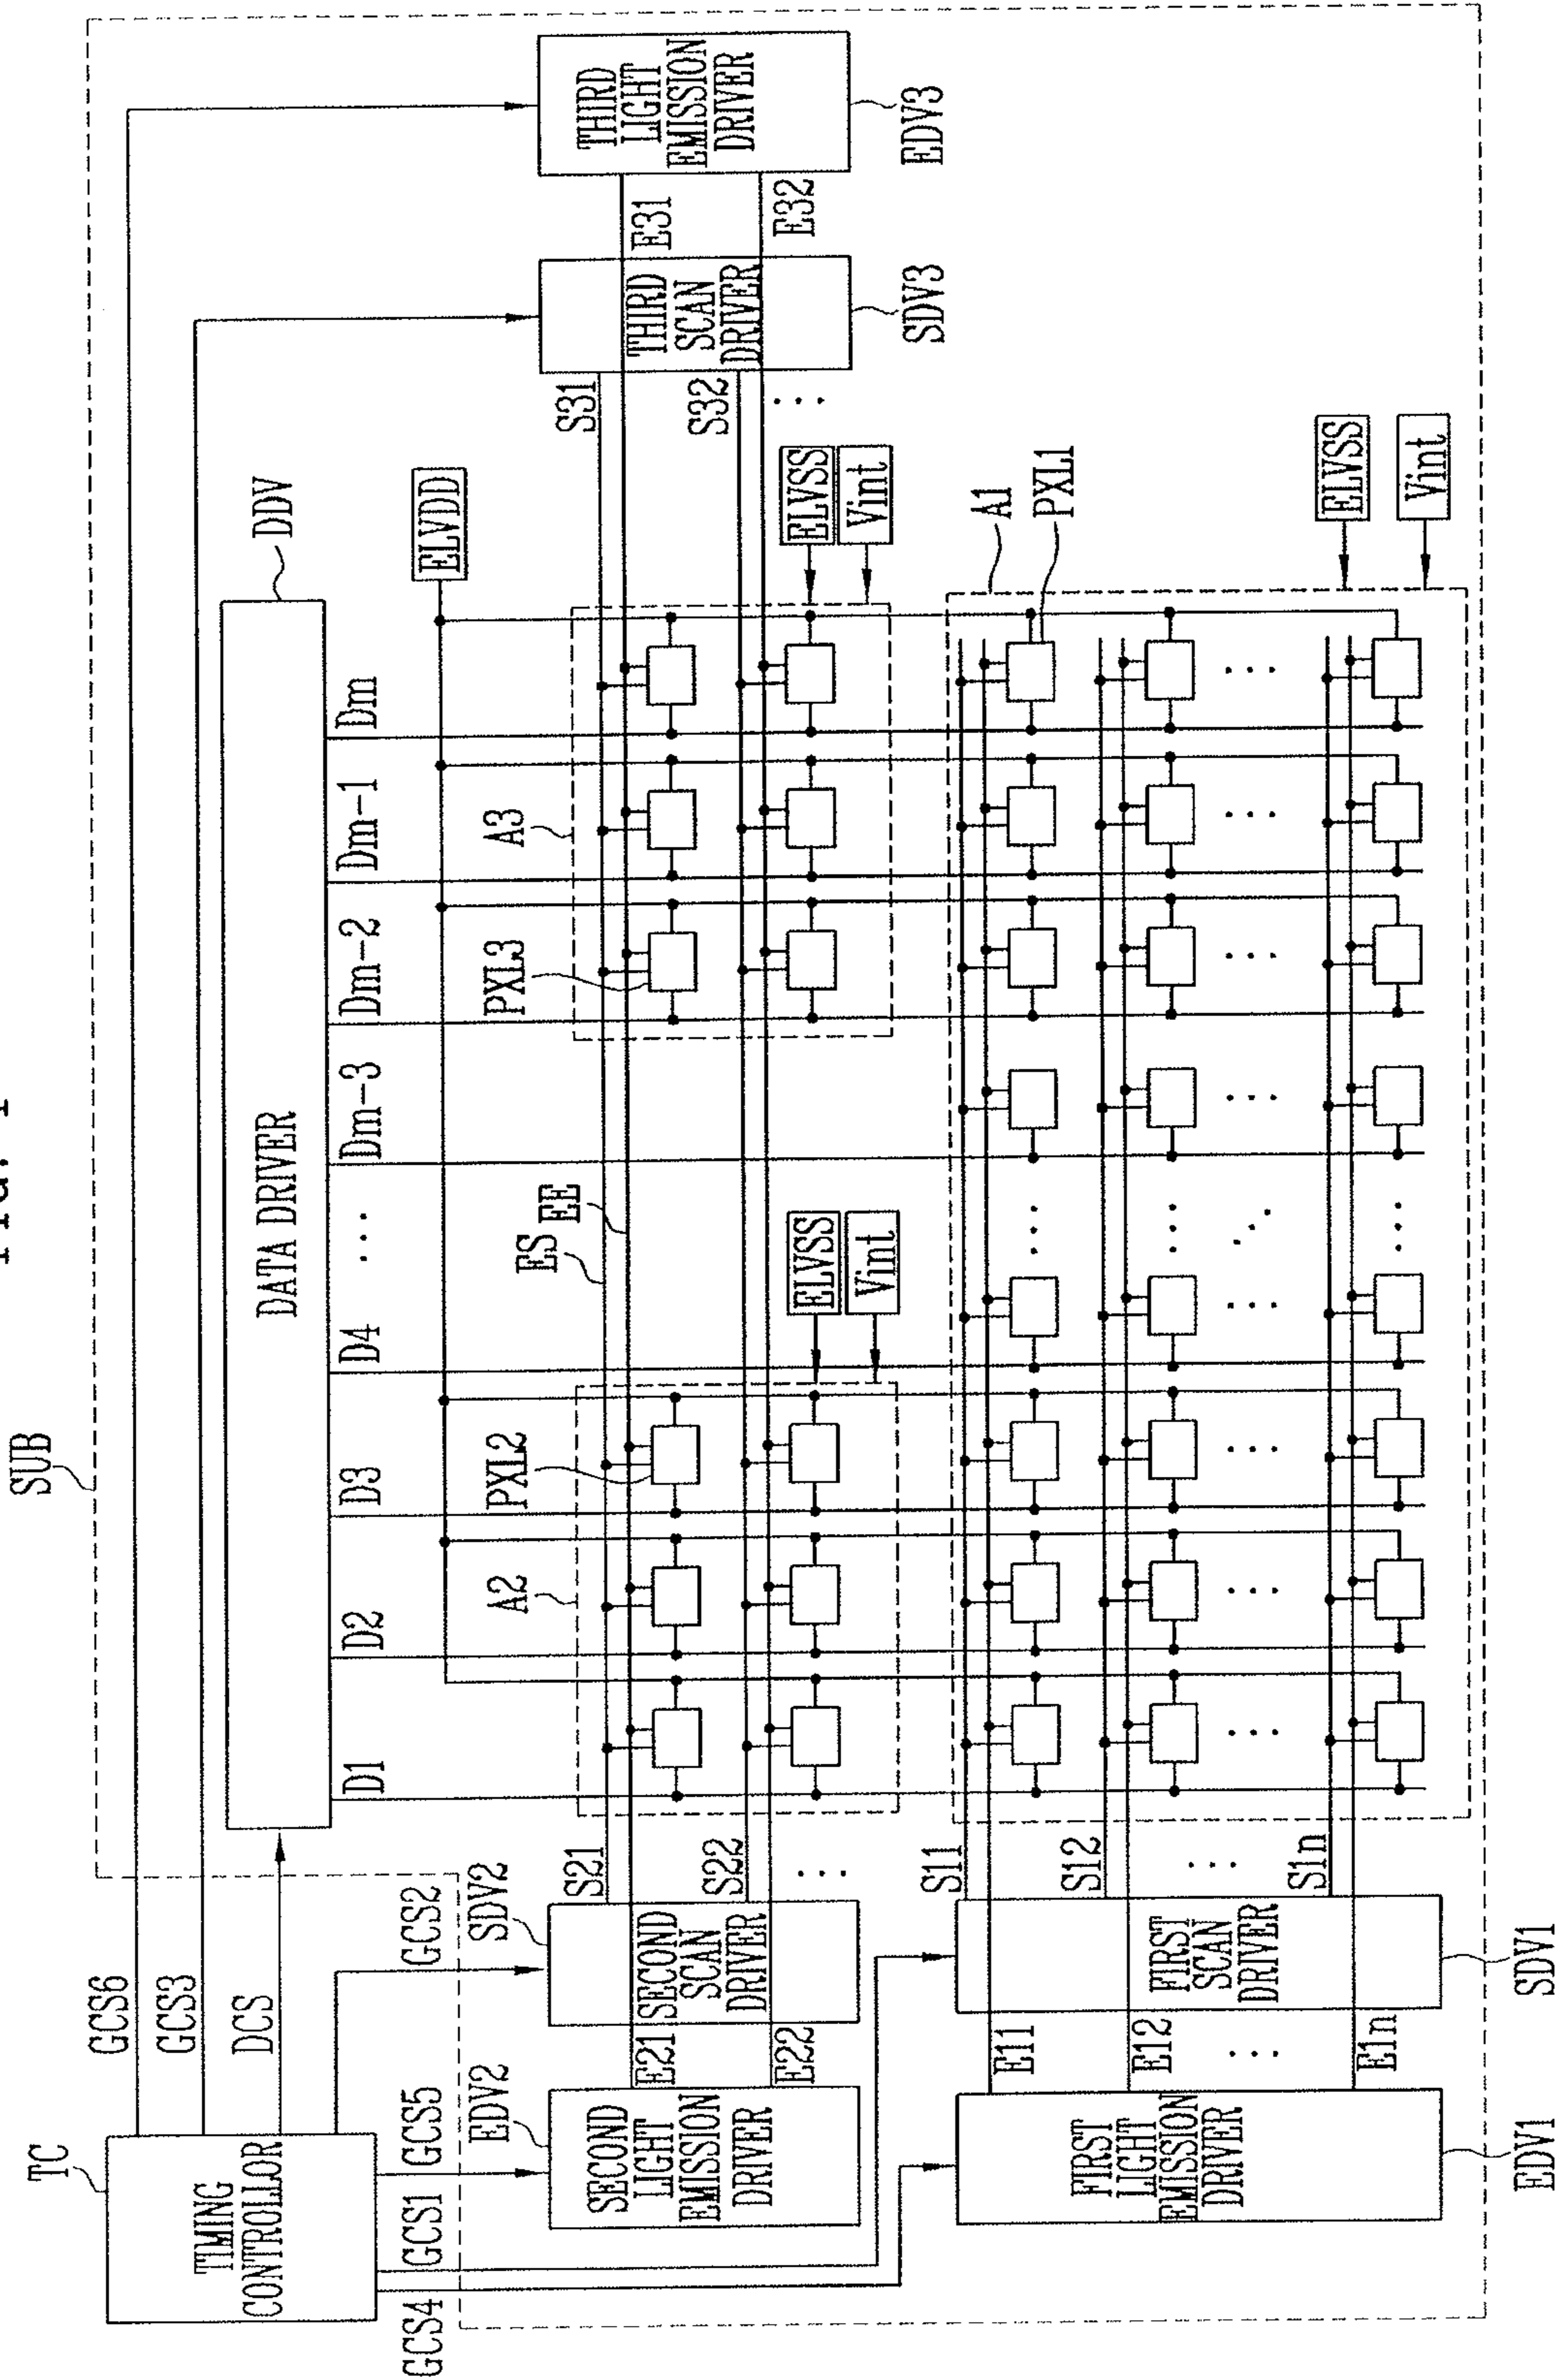 SUB
TC
TIMING
CONTROLLOR
GCS6
GCS3
DCS
GCS2
GCS5
GCS1
GCS4
DATA DRIVER
DDV
D1
D2
D3
D4
...
Dm-3
Dm-2
Dm-1
Dm
ELVDD
EDV2
SECOND
LIGHT
EMISSION
DRIVER
E21
E22
SDV2
SECOND
SCAN
DRIVER
S21
S22
...
A2
PXL2
ES
EE
ELVSS
Vint
A3
PXL3
ELVSS
Vint
S31
S32
...
THIRD
SCAN
DRIVER
SDV3
E31
E32
THIRD
LIGHT
EMISSION
DRIVER
EDV3
FIRST
LIGHT
EMISSION
DRIVER
EDV1
E11
E12
...
E1n
FIRST
SCAN
DRIVER
SDV1
S11
S12
...
S1n
A1
PXL1
ELVSS
Vint